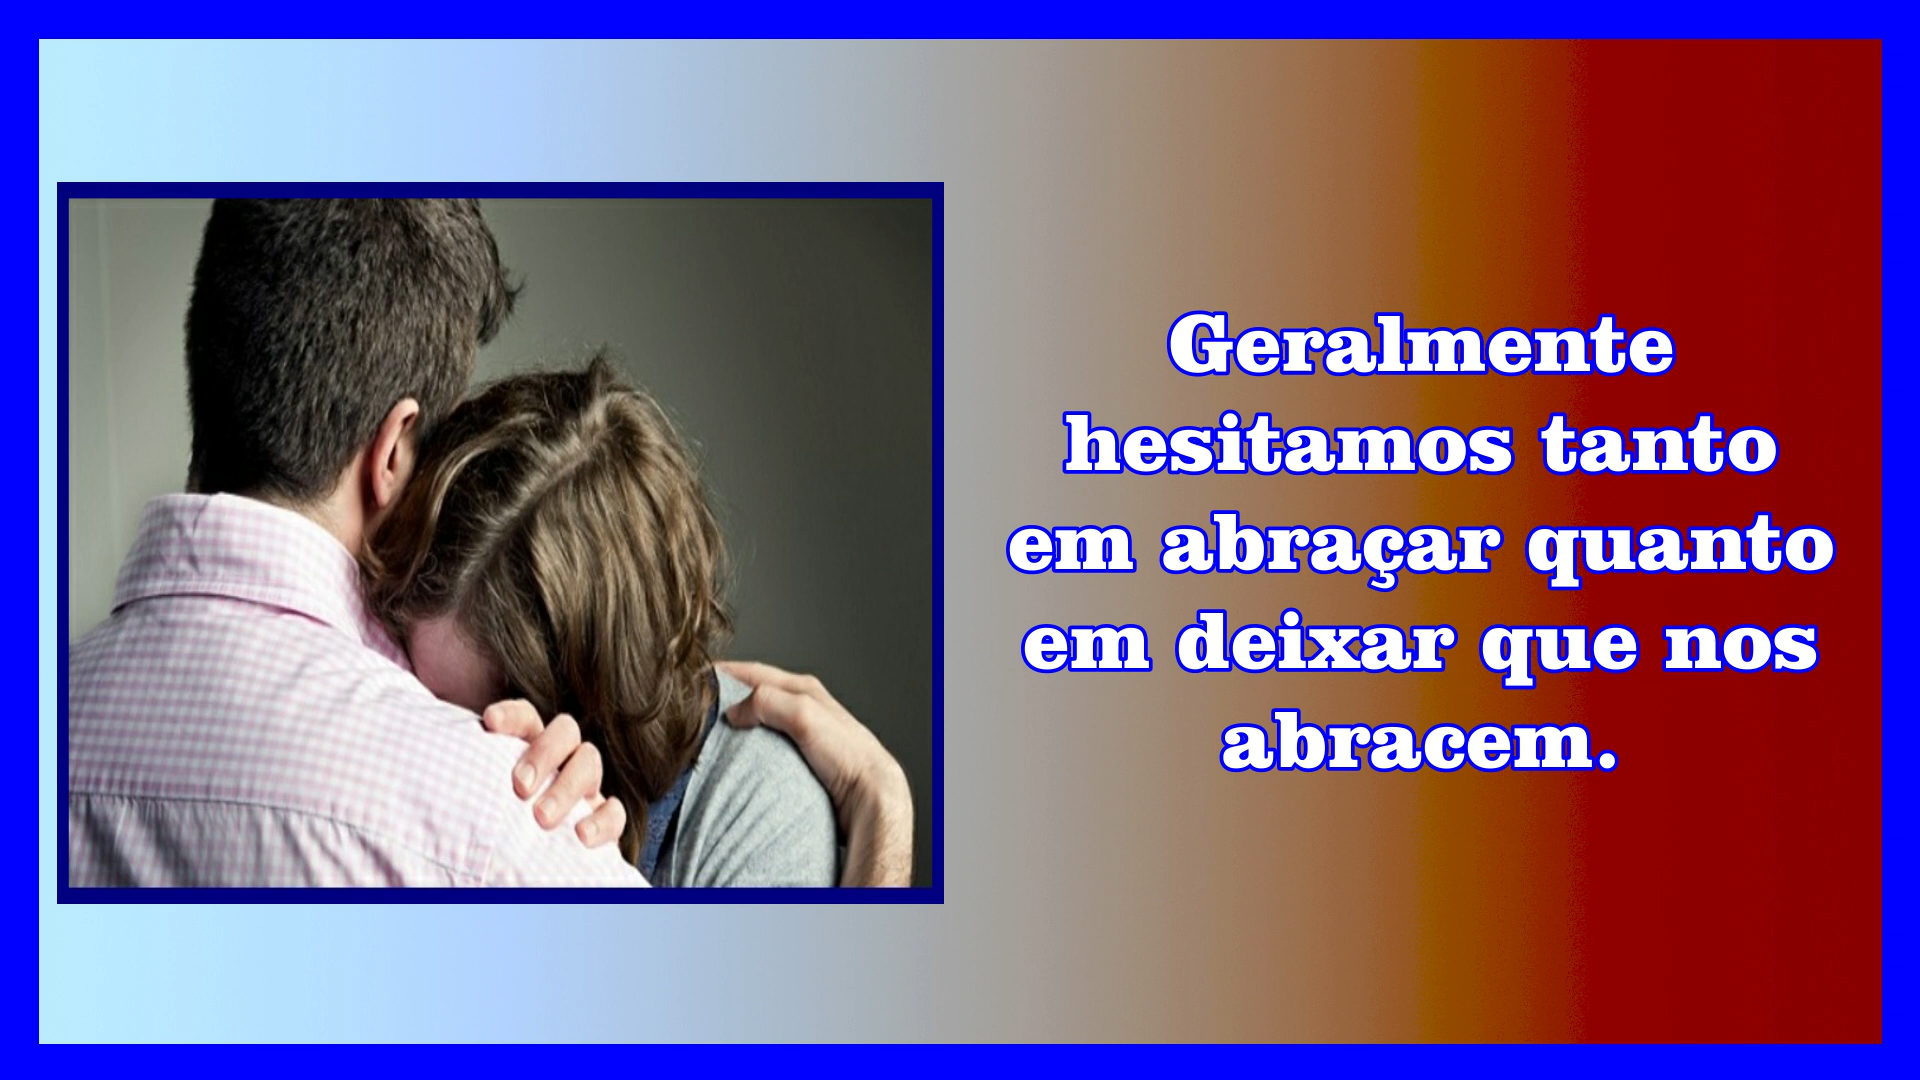 Geralmente
hesitamos tanto
em abraçar quanto
em deixar que nos
abracem.